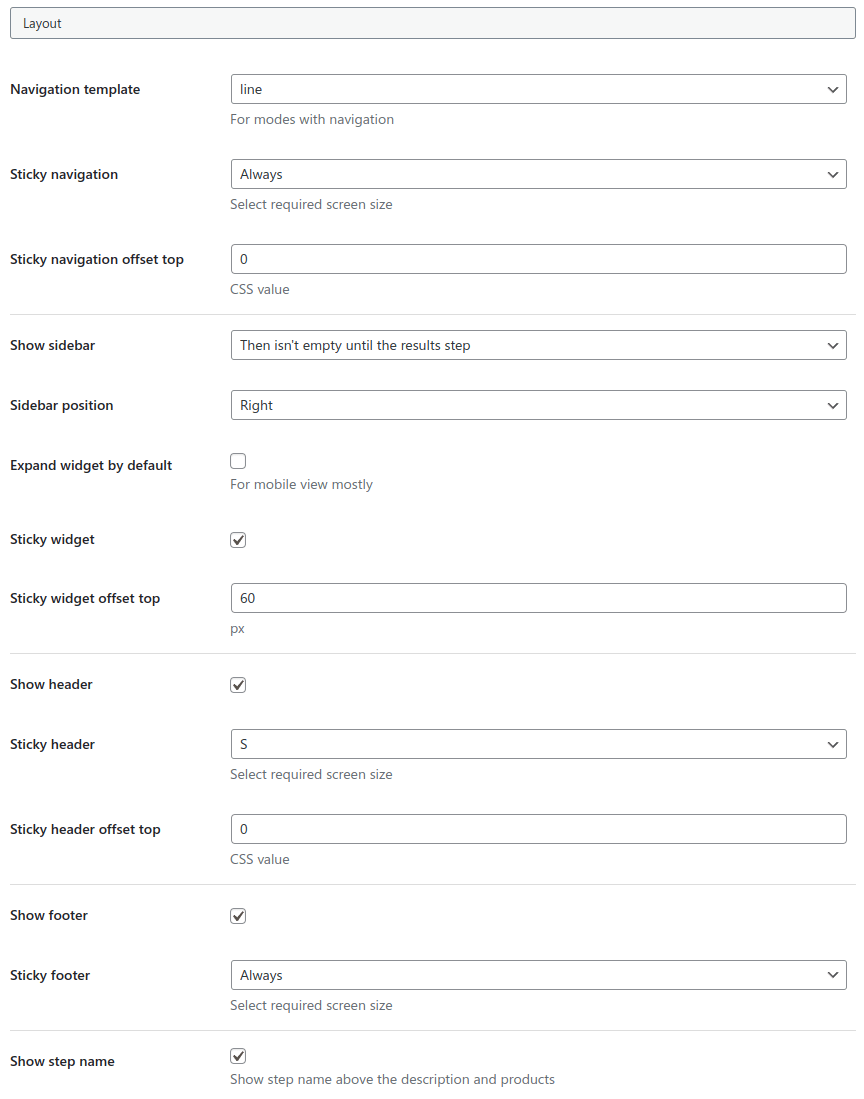 Layout
Navigation template
line
For modes with navigation
Sticky navigation
Always
Select required screen size
Sticky navigation offset top
0
CSS value
Show sidebar
Then isn't empty until the results step
Sidebar position
Right
Expand widget by default
For mobile view mostly
Sticky widget
Sticky widget offset top
60
px
Show header
Sticky header
S
Select required screen size
Sticky header offset top
0
CSS value
Show footer
Sticky footer
Always
Select required screen size
Show step name
Show step name above the description and products